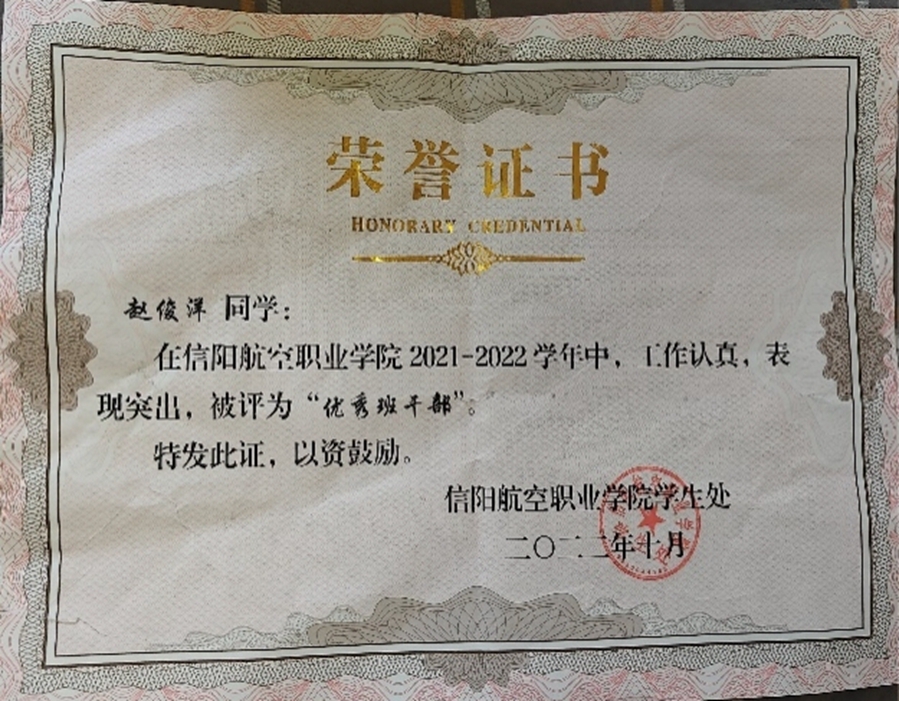 荣誉证书
HONORARY CREDENTIAL
赵俊洋 同学：
在信阳航空职业学院 2021-2022 学年中，工作认真，表
现突出，被评为“优秀班干部”。
特发此证，以资鼓励。
信阳航空职业学院学生处
二〇二二年十月